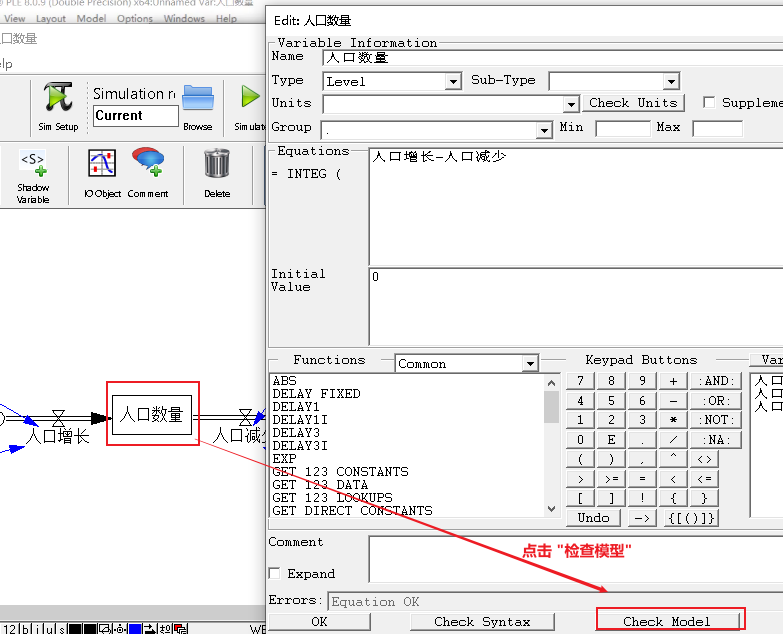 PLE 8.0.9 (Double Precision) x64:Unnamed Var:人口数量
View Layout Model Options Windows Help
口数量
lp
Sim Setup
Simulation r
Current
Browse
Simulat
<S>
Shadow
Variable
IO Object
Comment
Delete
人口增长
人口数量
人口减少
Edit: 人口数量
Variable Information
Name 人口数量
Type Level Sub-Type
Units Check Units Suppleme
Group . Min Max
Equations
= INTEG (
人口增长-人口减少
Initial
Value
0
Functions Common Keypad Buttons Var
ABS
DELAY FIXED
DELAY1
DELAY1I
DELAY3
DELAY3I
EXP
GET 123 CONSTANTS
GET 123 DATA
GET 123 LOOKUPS
GET DIRECT CONSTANTS
7 8 9 + :AND:
4 5 6 - :OR:
1 2 3 * :NOT:
0 E . / :NA:
( ) , ^ <>
> >= = < <=
[ ] ! { }
Undo -> {[()]}
人口
人口
人口
Comment
点击 "检查模型"
Expand
Errors: Equation OK
OK Check Syntax Check Model
12 b i u s